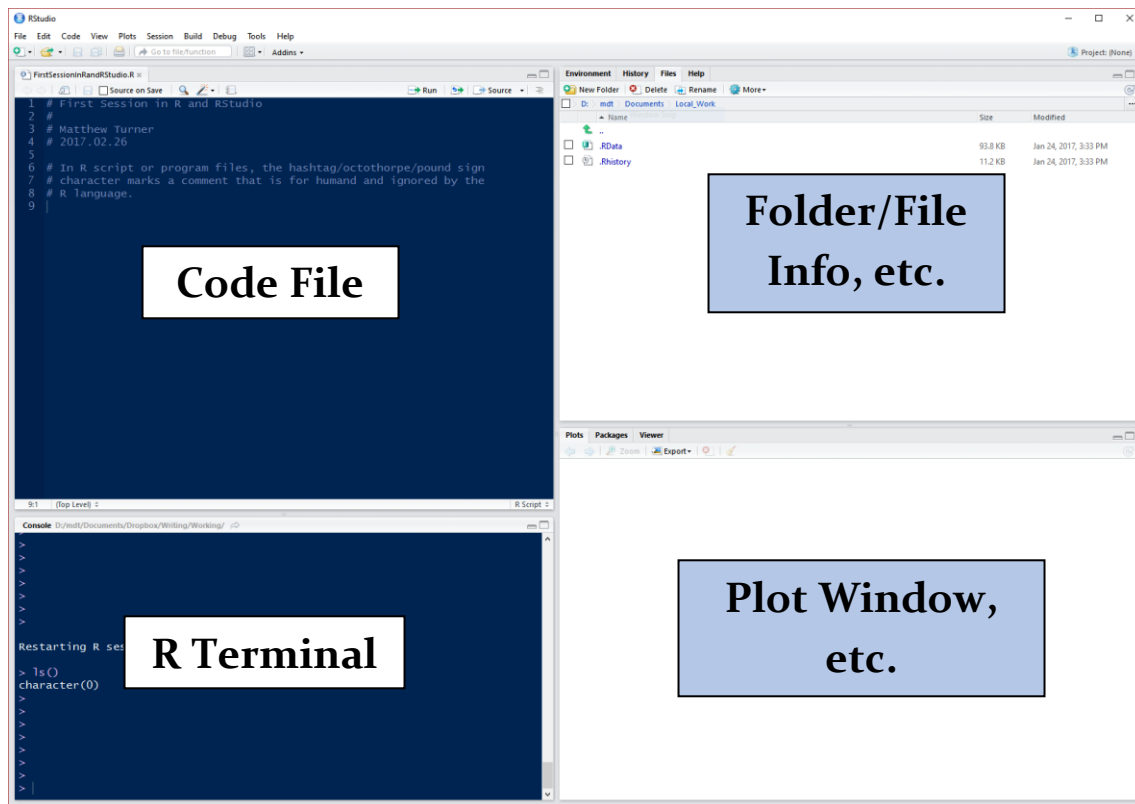 RStudio
File Edit Code View Plots Session Build Debug Tools Help
Go to file/function Addins Project: (None)
FirstSessionInRandRStudio.R
Source on Save Run Source
1 # First Session in R and RStudio
2 #
3 # Matthew Turner
4 # 2017.02.26
5
6 # In R script or program files, the hashtag/octothorpe/pound sign
7 # character marks a comment that is for humand and ignored by the
8 # R language.
9
Code File
9:1 (Top Level) R Script
Console D:/mdt/Documents/Dropbox/Writing/Working/
>
>
>
>
>
>
>
Restarting R ses
R Terminal
> ls()
character(0)
>
>
>
>
>
>
>
>
Environment History Files Help
New Folder Delete Rename More
D: mdt Documents Local_Work
Name Size Modified
..
.RData 93.8 KB Jan 24, 2017, 3:33 PM
.Rhistory 11.2 KB Jan 24, 2017, 3:33 PM
Folder/File
Info, etc.
Plots Packages Viewer
Zoom Export
Plot Window,
etc.